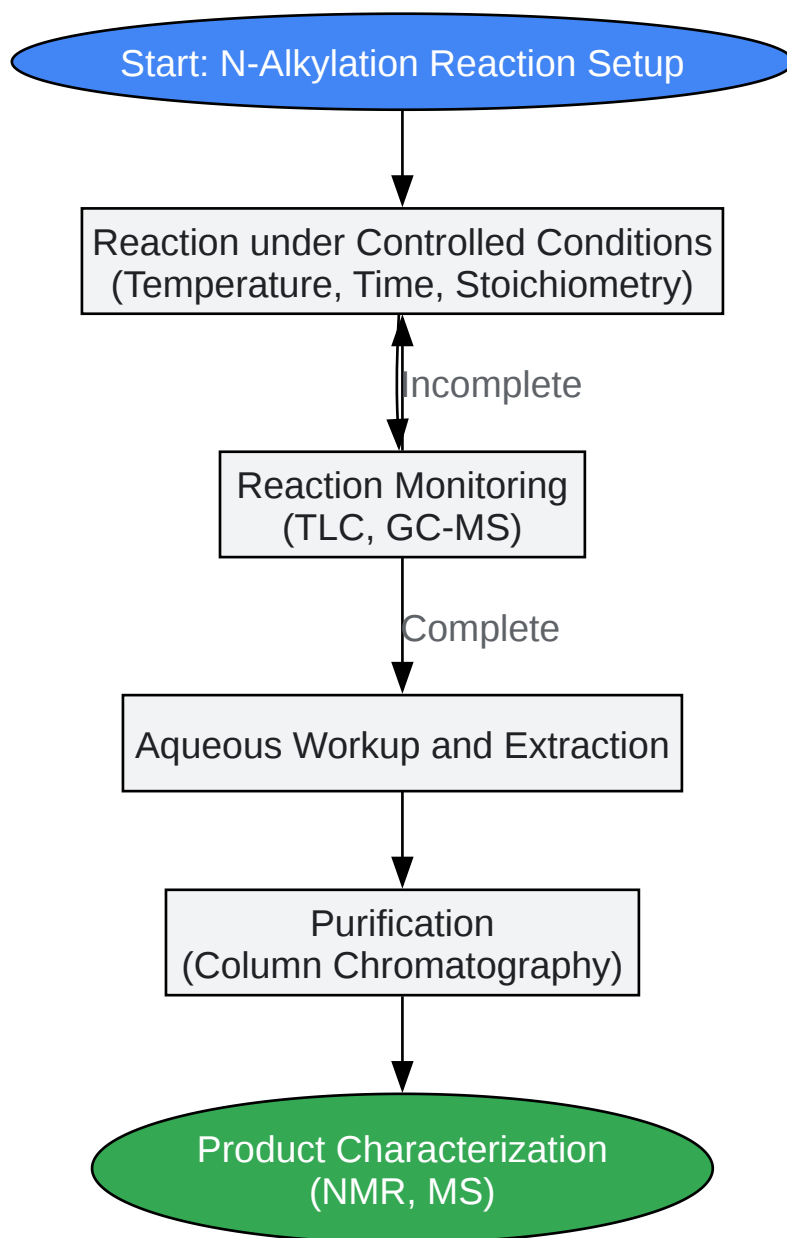 Start: N-Alkylation Reaction Setup
Reaction under Controlled Conditions
(Temperature, Time, Stoichiometry)
Incomplete
Reaction Monitoring
(TLC, GC-MS)
Complete
Aqueous Workup and Extraction
Purification
(Column Chromatography)
Product Characterization
(NMR, MS)